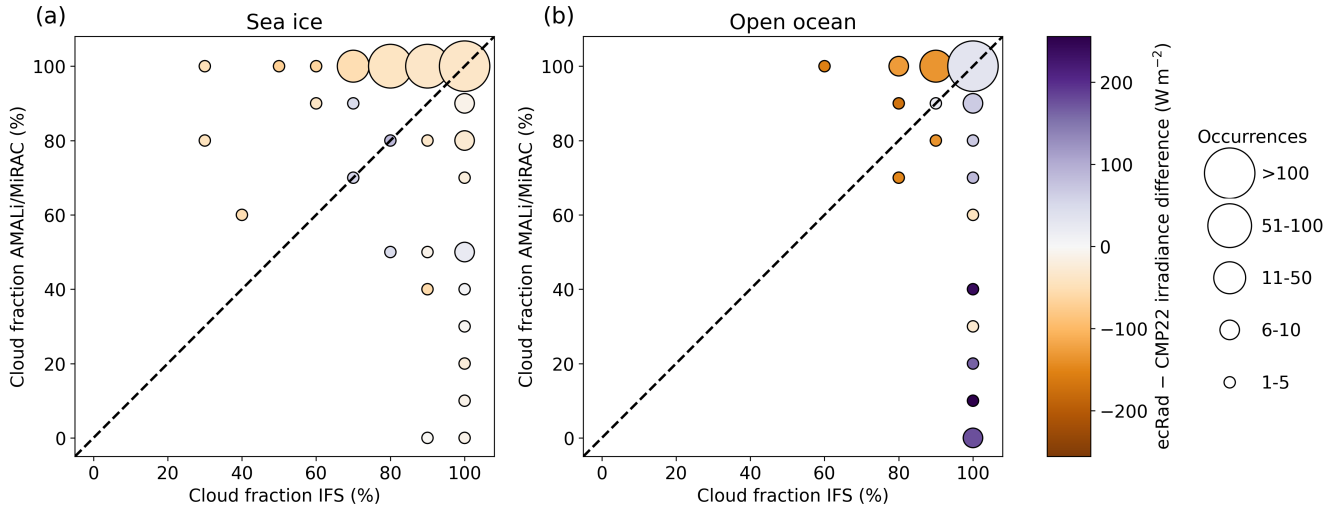 (a)
Sea ice
Cloud fraction AMALi/MiRAC (%)
100
80
60
40
20
0
0 20 40 60 80 100
Cloud fraction IFS (%)
(b)
Open ocean
Cloud fraction AMALi/MiRAC (%)
100
80
60
40
20
0
0 20 40 60 80 100
Cloud fraction IFS (%)
200
100
0
−100
−200
ecRad − CMP22 irradiance difference (W m⁻²)
Occurrences
>100
51-100
11-50
6-10
1-5